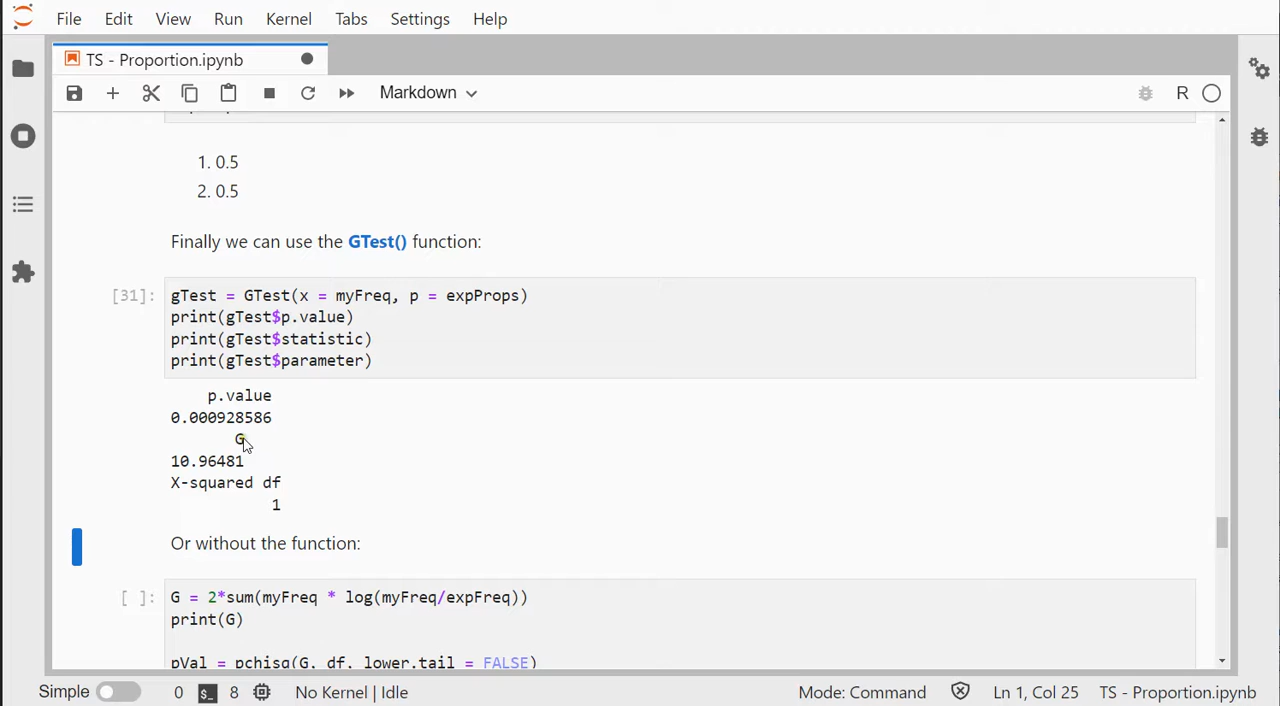 File Edit View Run Kernel Tabs Settings Help
TS - Proportion.ipynb
Markdown
R
1. 0.5
2. 0.5
Finally we can use the GTest() function:
[31]:
gTest = GTest(x = myFreq, p = expProps)
print(gTest$p.value)
print(gTest$statistic)
print(gTest$parameter)
p.value
0.000928586
G
10.96481
X-squared df
1
Or without the function:
[ ]:
G = 2*sum(myFreq * log(myFreq/expFreq))
print(G)
pVal = pchisq(G, df, lower.tail = FALSE)
Simple 0 8 No Kernel | Idle Mode: Command Ln 1, Col 25 TS - Proportion.ipynb